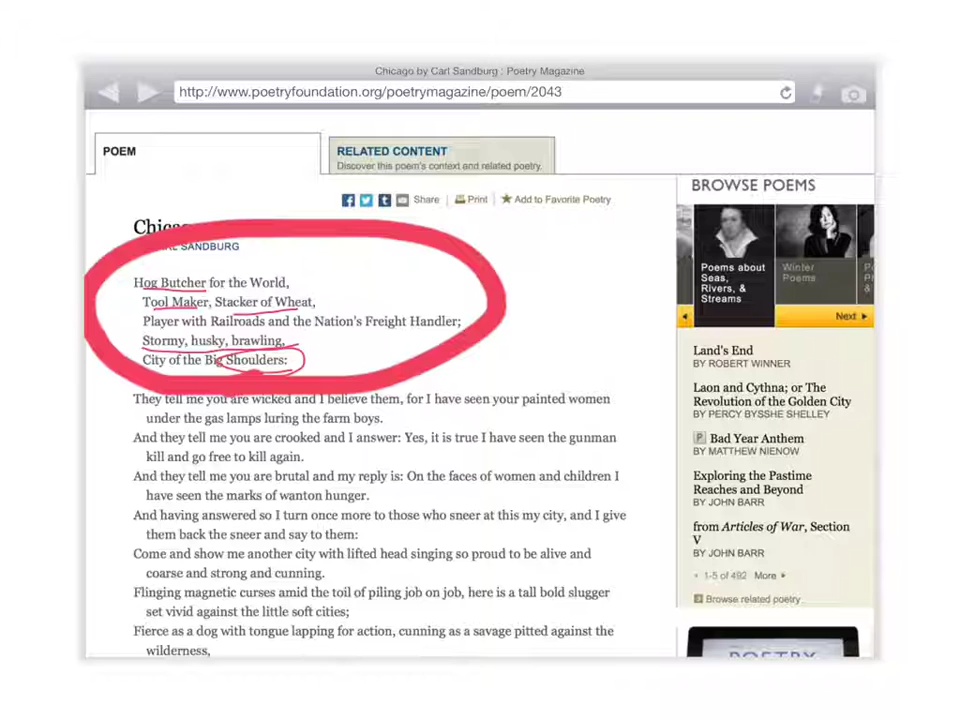 Chicago by Carl Sandburg : Poetry Magazine
http://www.poetryfoundation.org/poetrymagazine/poem/2043
POEM
RELATED CONTENT
Discover this poem's context and related poetry.
Share
Print
Add to Favorite Poetry
SANDBURG
Hog Butcher for the World,
Tool Maker, Stacker of Wheat,
Player with Railroads and the Nation's Freight Handler;
Stormy, husky, brawling,
City of the Big Shoulders:
They tell me you are wicked and I believe them, for I have seen your painted women
under the gas lamps luring the farm boys.
And they tell me you are crooked and I answer: Yes, it is true I have seen the gunman
kill and go free to kill again.
And they tell me you are brutal and my reply is: On the faces of women and children I
have seen the marks of wanton hunger.
And having answered so I turn once more to those who sneer at this my city, and I give
them back the sneer and say to them:
Come and show me another city with lifted head singing so proud to be alive and
coarse and strong and cunning.
Flinging magnetic curses amid the toil of piling job on job, here is a tall bold slugger
set vivid against the little soft cities;
Fierce as a dog with tongue lapping for action, cunning as a savage pitted against the
wilderness,
BROWSE POEMS
Poems about
Seas,
Rivers, &
Streams
Winter
Poems
Next
Land's End
BY ROBERT WINNER
Laon and Cythna; or The
Revolution of the Golden City
BY PERCY BYSSHE SHELLEY
P Bad Year Anthem
BY MATTHEW NIENOW
Exploring the Pastime
Reaches and Beyond
BY JOHN BARR
from Articles of War, Section
V
BY JOHN BARR
1-5 of 492 More
Browse related poetry
POETRY